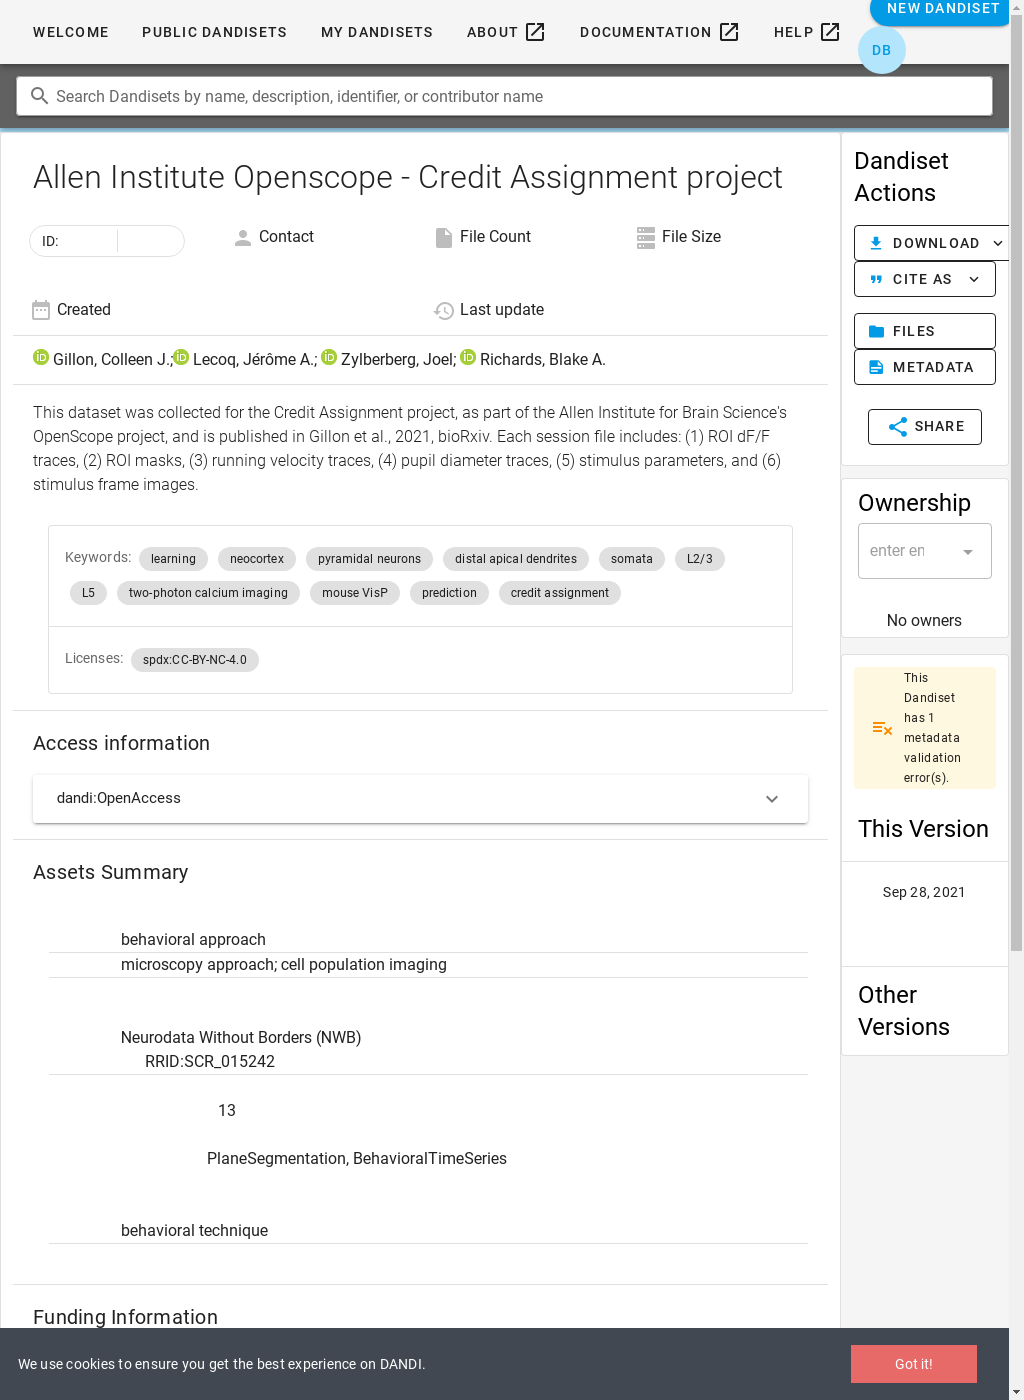 WELCOME PUBLIC DANDISETS MY DANDISETS ABOUT DOCUMENTATION HELP NEW DANDISET
DB
Search Dandisets by name, description, identifier, or contributor name
Allen Institute Openscope - Credit Assignment project
ID: Contact File Count File Size
Created Last update
Gillon, Colleen J.; Lecoq, Jérôme A.; Zylberberg, Joel; Richards, Blake A.
This dataset was collected for the Credit Assignment project, as part of the Allen Institute for Brain Science's
OpenScope project, and is published in Gillon et al., 2021, bioRxiv. Each session file includes: (1) ROI dF/F
traces, (2) ROI masks, (3) running velocity traces, (4) pupil diameter traces, (5) stimulus parameters, and (6)
stimulus frame images.
Keywords: learning neocortex pyramidal neurons distal apical dendrites somata L2/3
L5 two-photon calcium imaging mouse VisP prediction credit assignment
Licenses: spdx:CC-BY-NC-4.0
Access information
dandi:OpenAccess
Assets Summary
behavioral approach
microscopy approach; cell population imaging
Neurodata Without Borders (NWB)
RRID:SCR_015242
13
PlaneSegmentation, BehavioralTimeSeries
behavioral technique
Funding Information
Dandiset
Actions
DOWNLOAD
CITE AS
FILES
METADATA
SHARE
Ownership
enter en
No owners
This
Dandiset
has 1
metadata
validation
error(s).
This Version
Sep 28, 2021
Other
Versions
We use cookies to ensure you get the best experience on DANDI.
Got it!